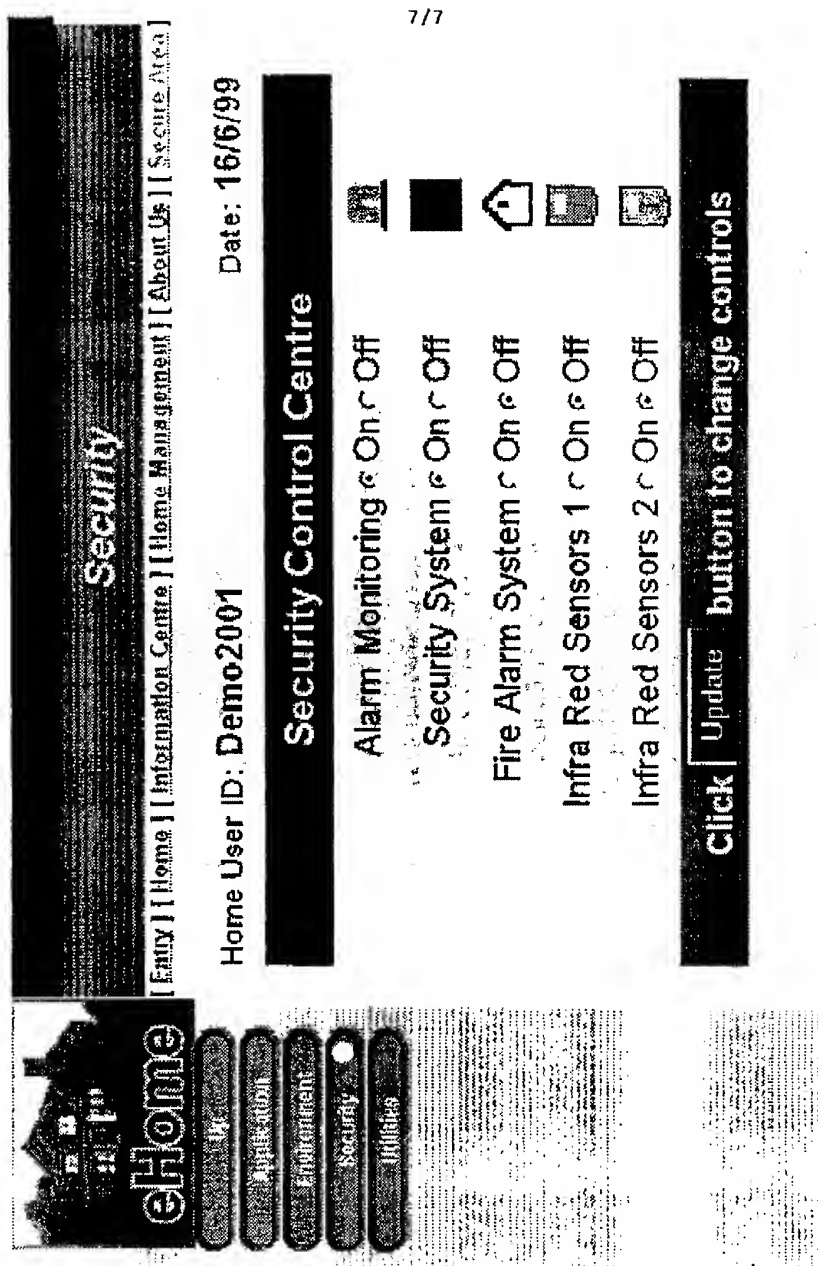 7/7
Security
[ Entry ] [ Home ] [ Information Centre ] [ Home Management ] [ About Us ] [ Secure Area ]
eHome
Up
Application
Environment
Security
Utilities
Home User ID: Demo2001 Date: 16/6/99
Security Control Centre
Alarm Monitoring On Off
Security System On Off
Fire Alarm System On Off
Infra Red Sensors 1 On Off
Infra Red Sensors 2 On Off
Click Update button to change controls